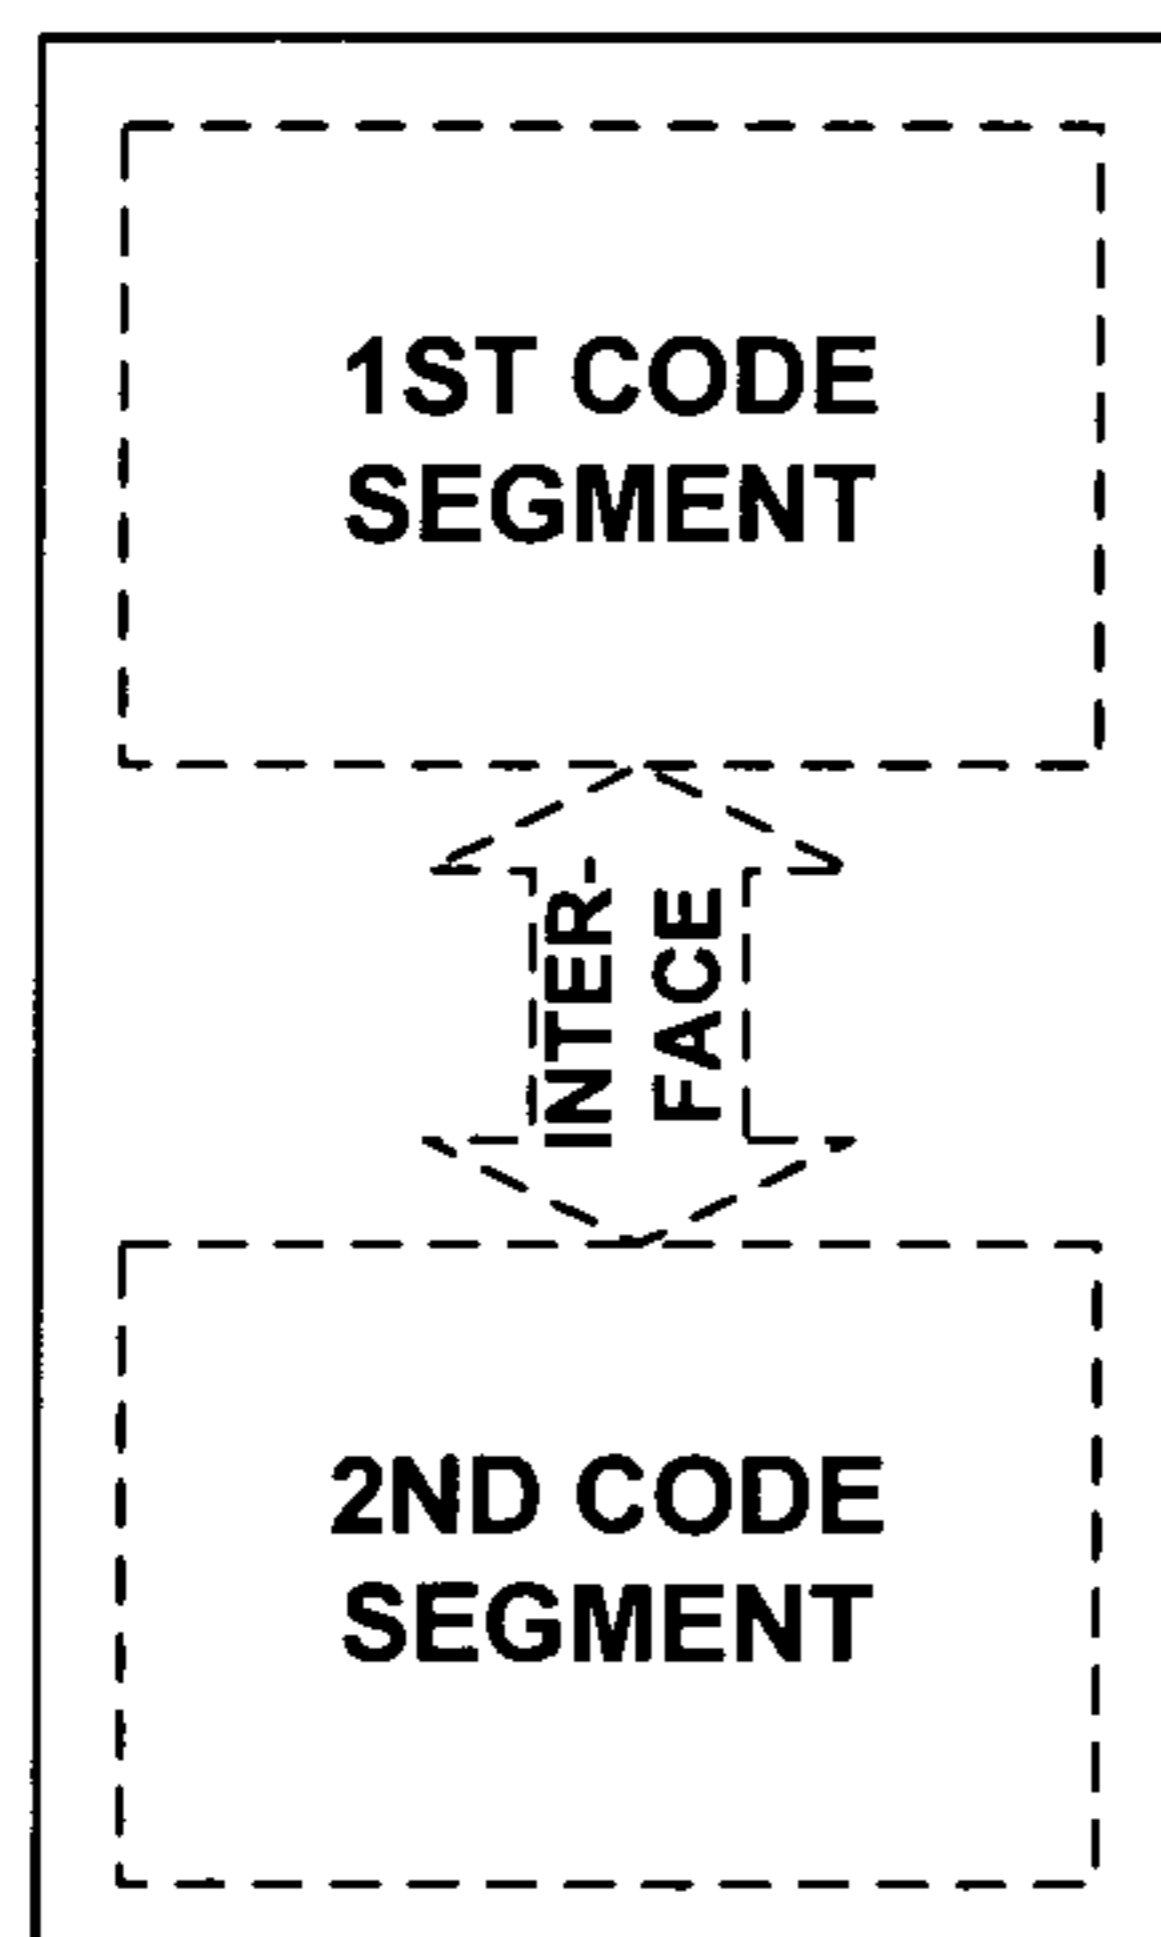 1ST CODE
SEGMENT
INTER-
FACE
2ND CODE
SEGMENT